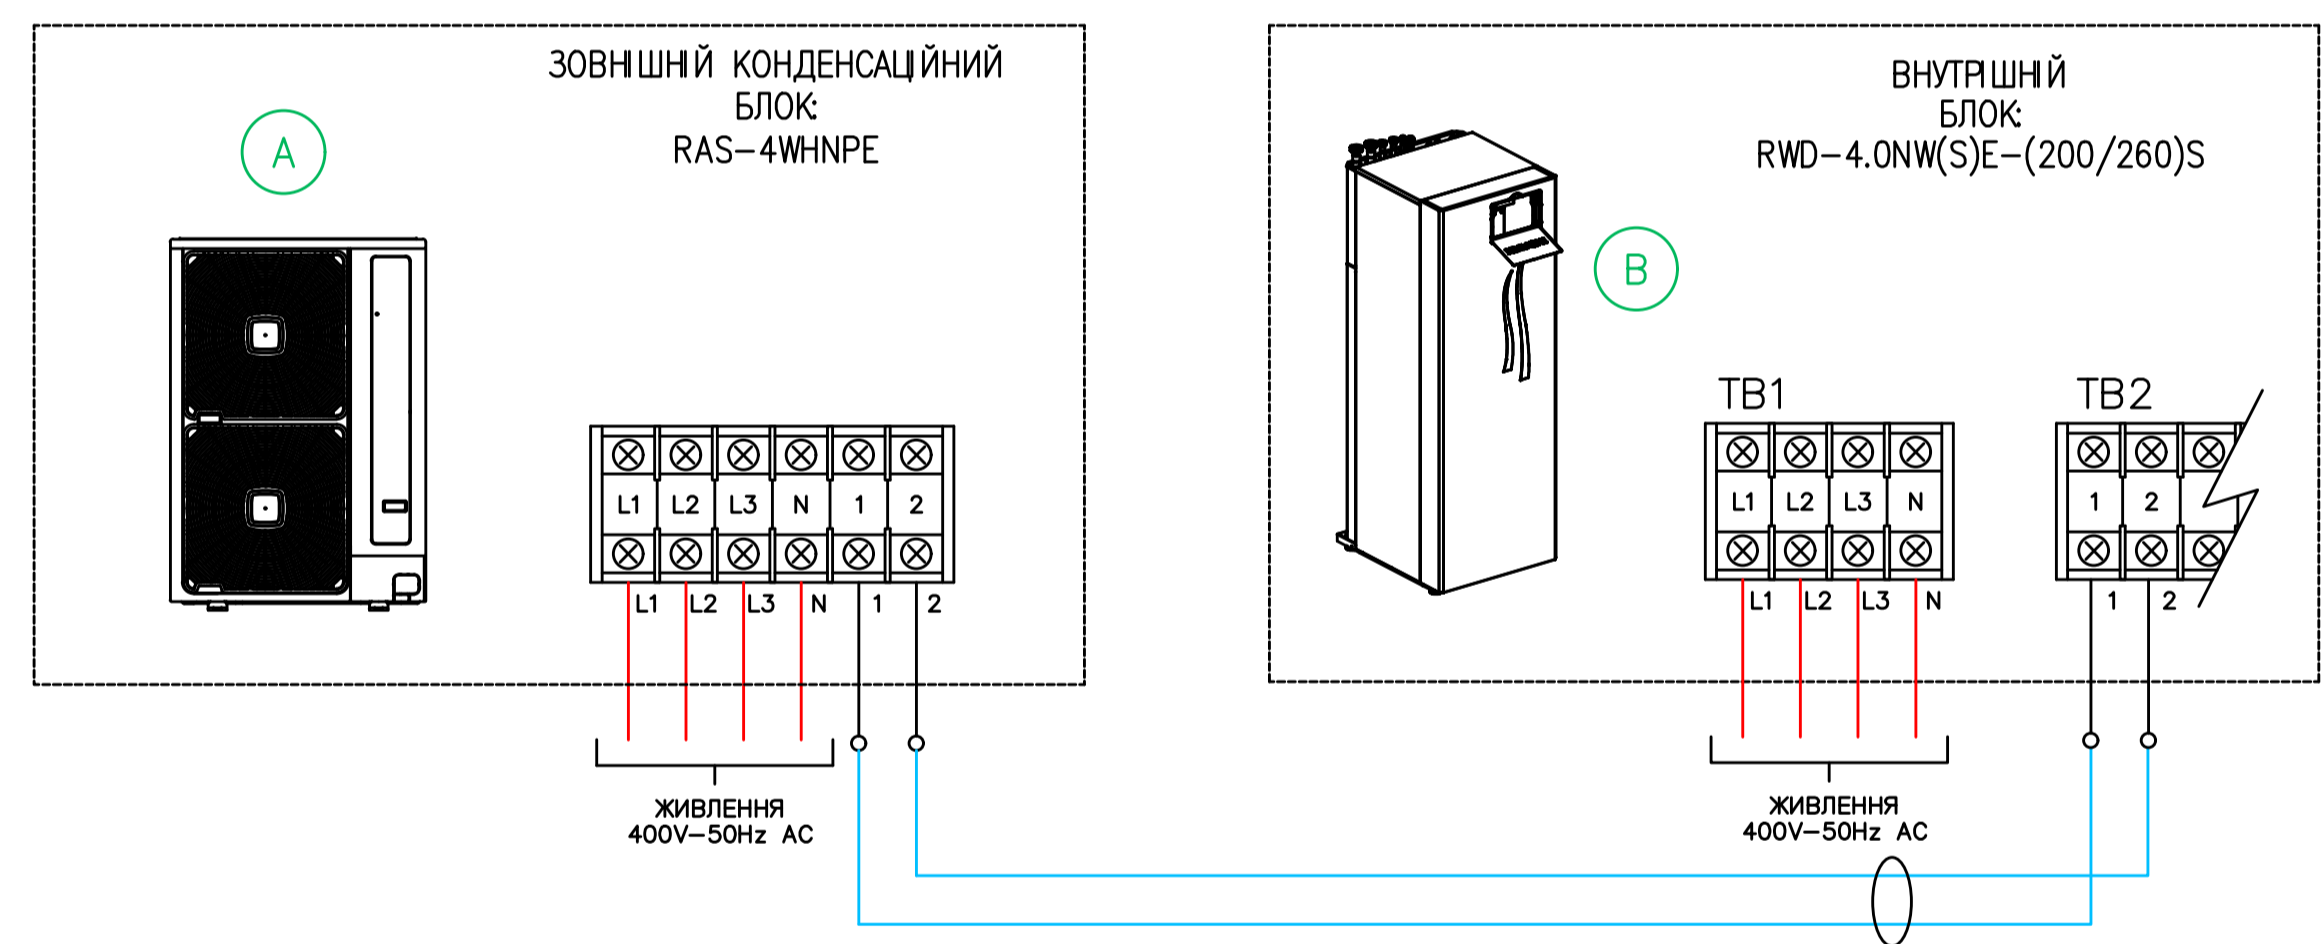 ЗОВНІШНІЙ КОНДЕНСАЦІЙНИЙ
БЛОК:
RAS-4WHNPE
A
L1 L2 L3 N 1 2
L1 L2 L3 N 1 2
ЖИВЛЕННЯ
400V-50Hz AC
ВНУТРІШНІЙ
БЛОК:
RWD-4.0NW(S)E-(200/260)S
B
TB1
L1 L2 L3 N
L1 L2 L3 N
TB2
1 2
1 2
ЖИВЛЕННЯ
400V-50Hz AC